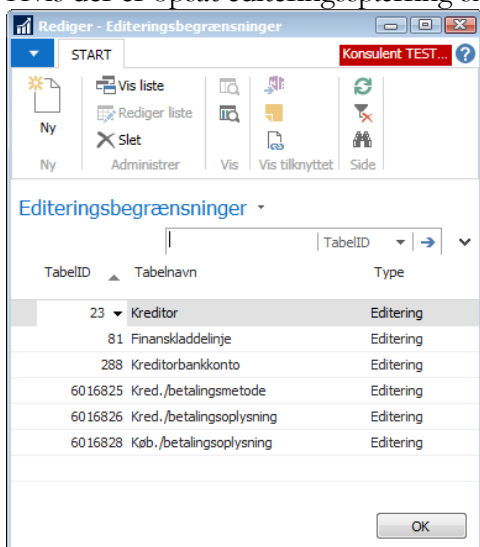 Rediger - Editeringsbegrænsninger
START
Konsulent TEST...
Ny
Vis liste
Rediger liste
Slet
Ny
Administrer
Vis
Vis tilknyttet
Side
Editeringsbegrænsninger
TabelID
TabelID Tabelnavn Type
23 Kreditor Editering
81 Finanskladdelinje Editering
288 Kreditorbankkonto Editering
6016825 Kred./betalingsmetode Editering
6016826 Kred./betalingsoplysning Editering
6016828 Køb./betalingsoplysning Editering
OK